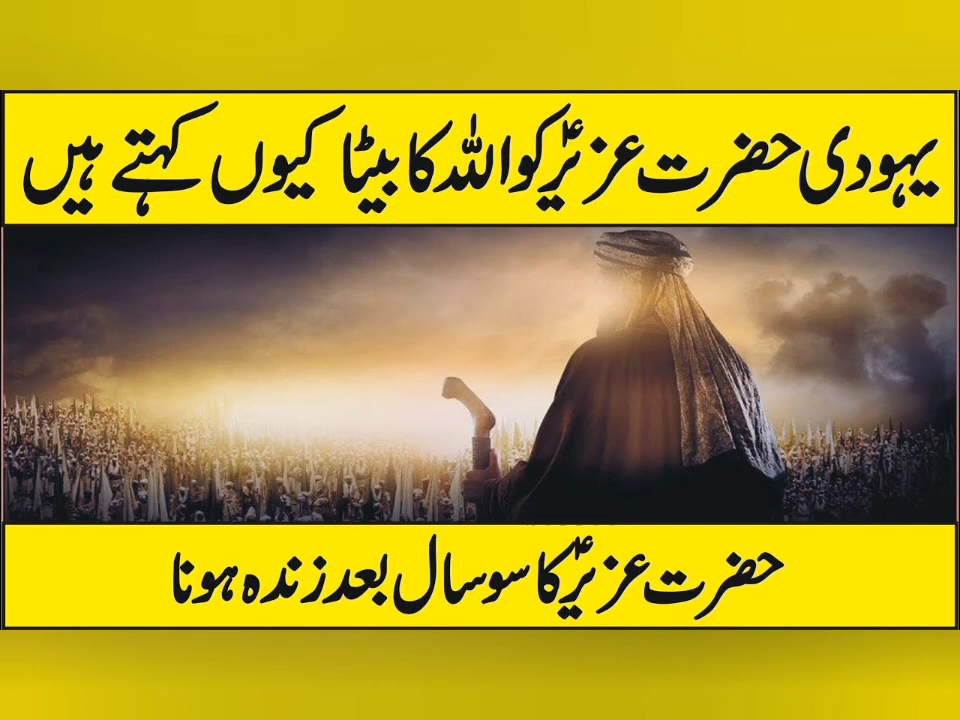 یہودی حضرت عزیرؑ کو اللہ کا بیٹا کیوں کہتے ہیں
حضرت عزیرؑ کا سو سال بعد زندہ ہونا